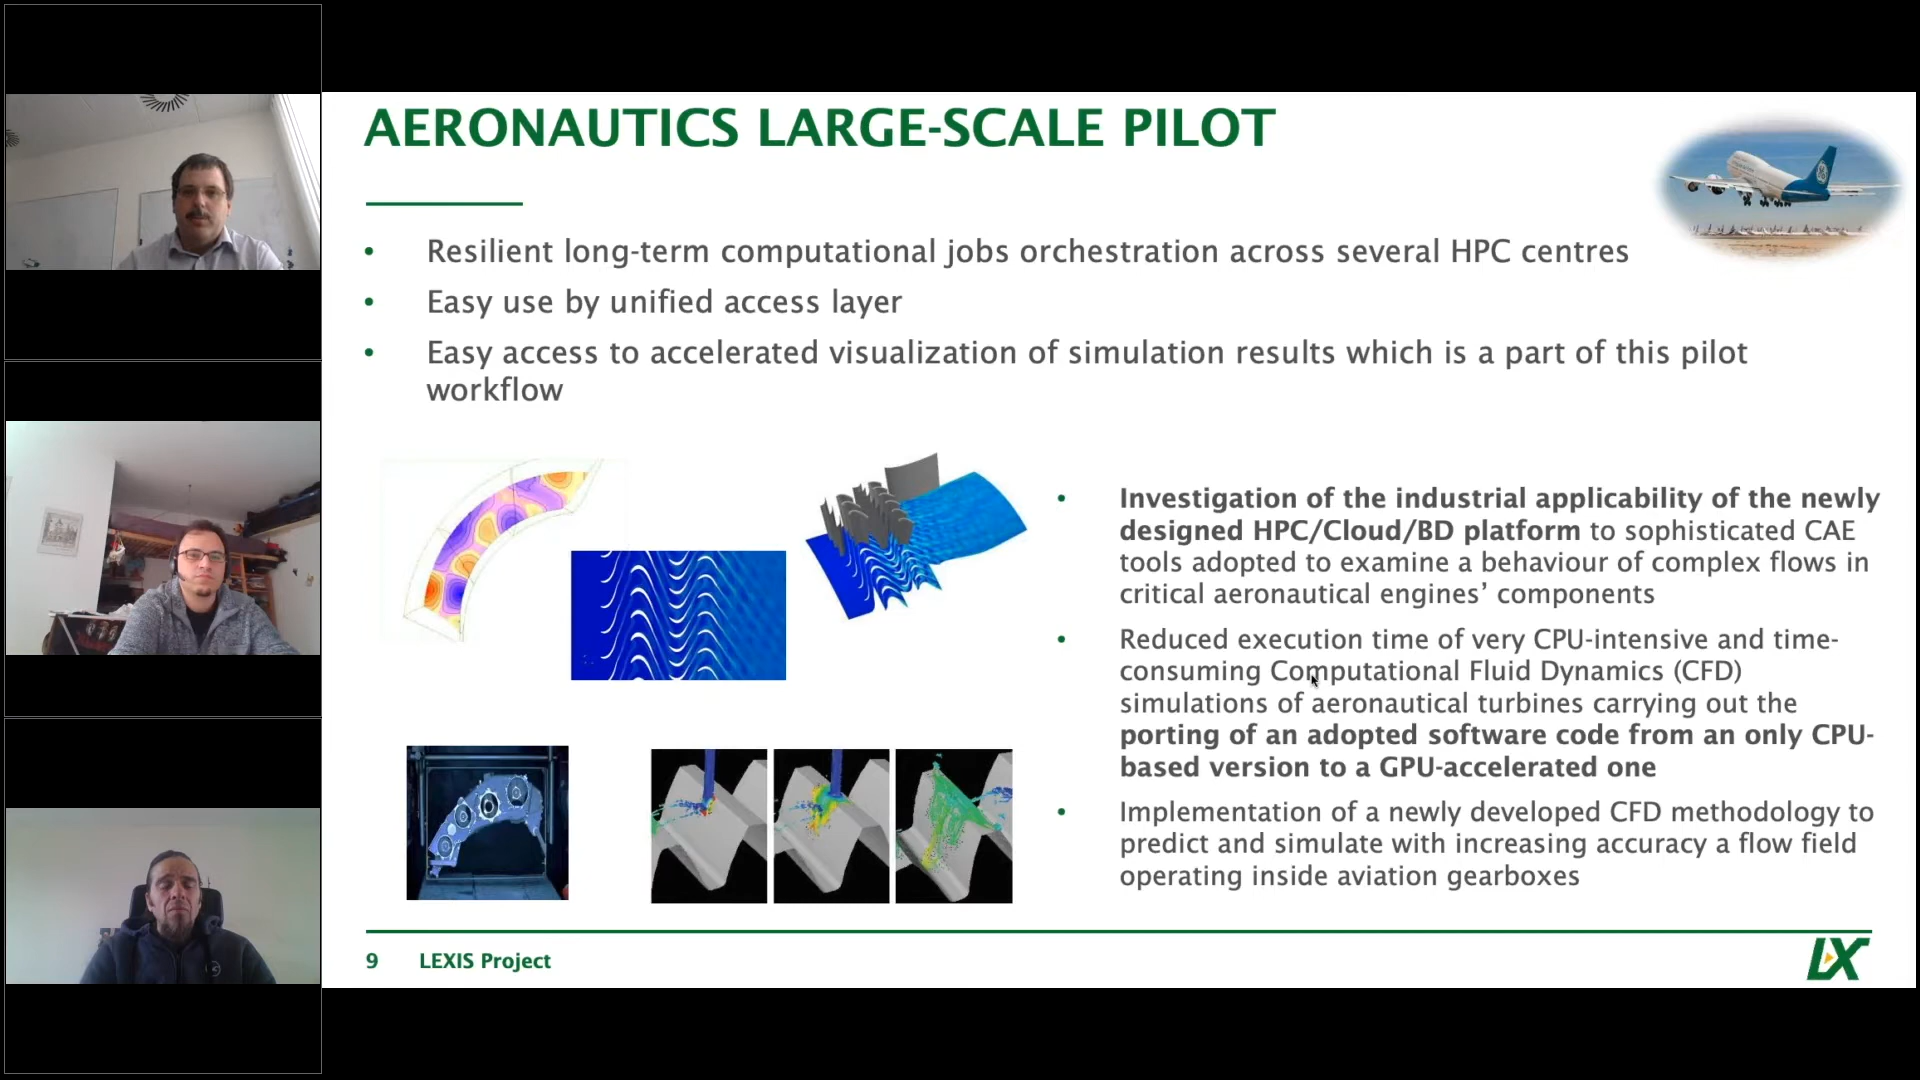 AERONAUTICS LARGE-SCALE PILOT
• Resilient long-term computational jobs orchestration across several HPC centres
• Easy use by unified access layer
• Easy access to accelerated visualization of simulation results which is a part of this pilot
workflow
• Investigation of the industrial applicability of the newly
designed HPC/Cloud/BD platform to sophisticated CAE
tools adopted to examine a behaviour of complex flows in
critical aeronautical engines’ components
• Reduced execution time of very CPU-intensive and time-
consuming Computational Fluid Dynamics (CFD)
simulations of aeronautical turbines carrying out the
porting of an adopted software code from an only CPU-
based version to a GPU-accelerated one
• Implementation of a newly developed CFD methodology to
predict and simulate with increasing accuracy a flow field
operating inside aviation gearboxes
9 LEXIS Project
LX